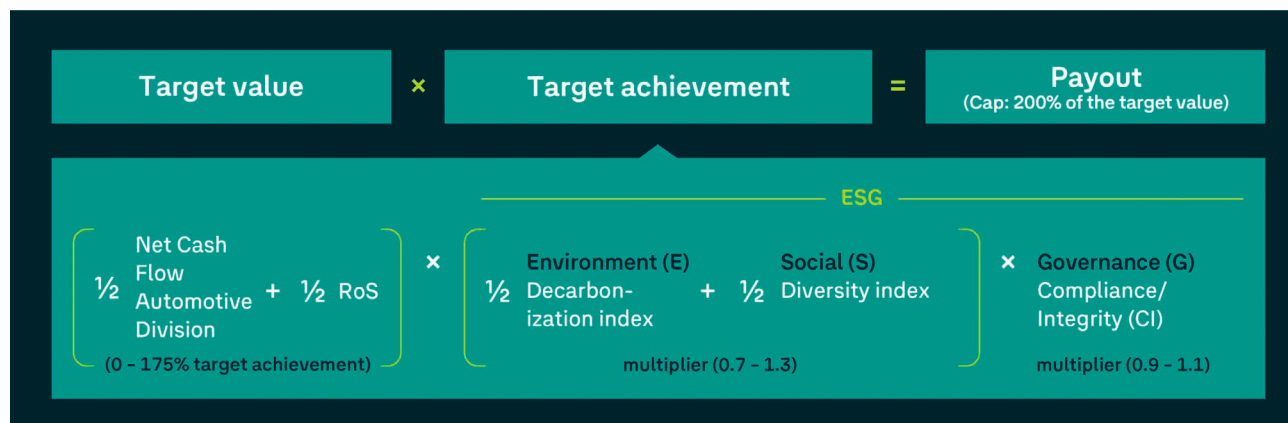 Target value
×
Target achievement
=
Payout
(Cap: 200% of the target value)
ESG
½
Net Cash
Flow
Automotive
Division
+
½ RoS
(0 – 175% target achievement)
×
½
Environment (E)
Decarbon-
ization index
+
½
Social (S)
Diversity index
multiplier (0.7 – 1.3)
×
Governance (G)
Compliance/
Integrity (CI)
multiplier (0.9 – 1.1)